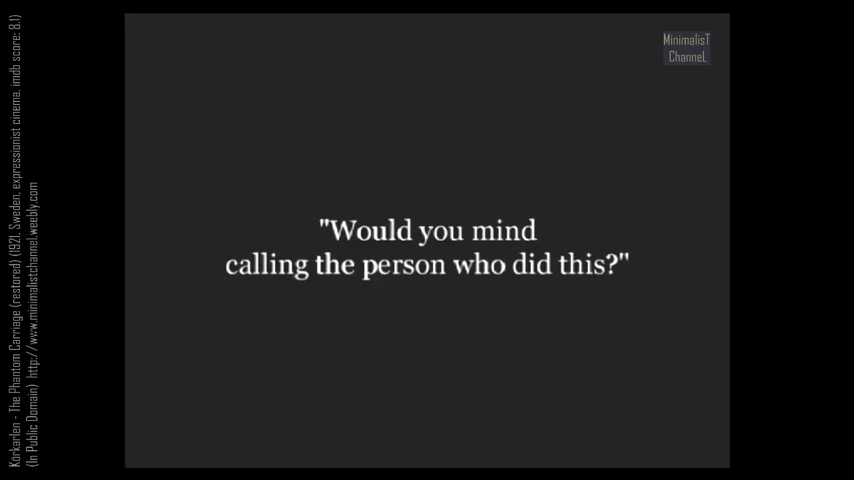 Körkarlen - The Phantom Carriage (restored) (1921, Sweden, expressionist cinema, imdb score: 8.1)
(In Public Domain) http://www.minimalistchannel.weebly.com
MinimalisT
ChanneL
"Would you mind
calling the person who did this?"